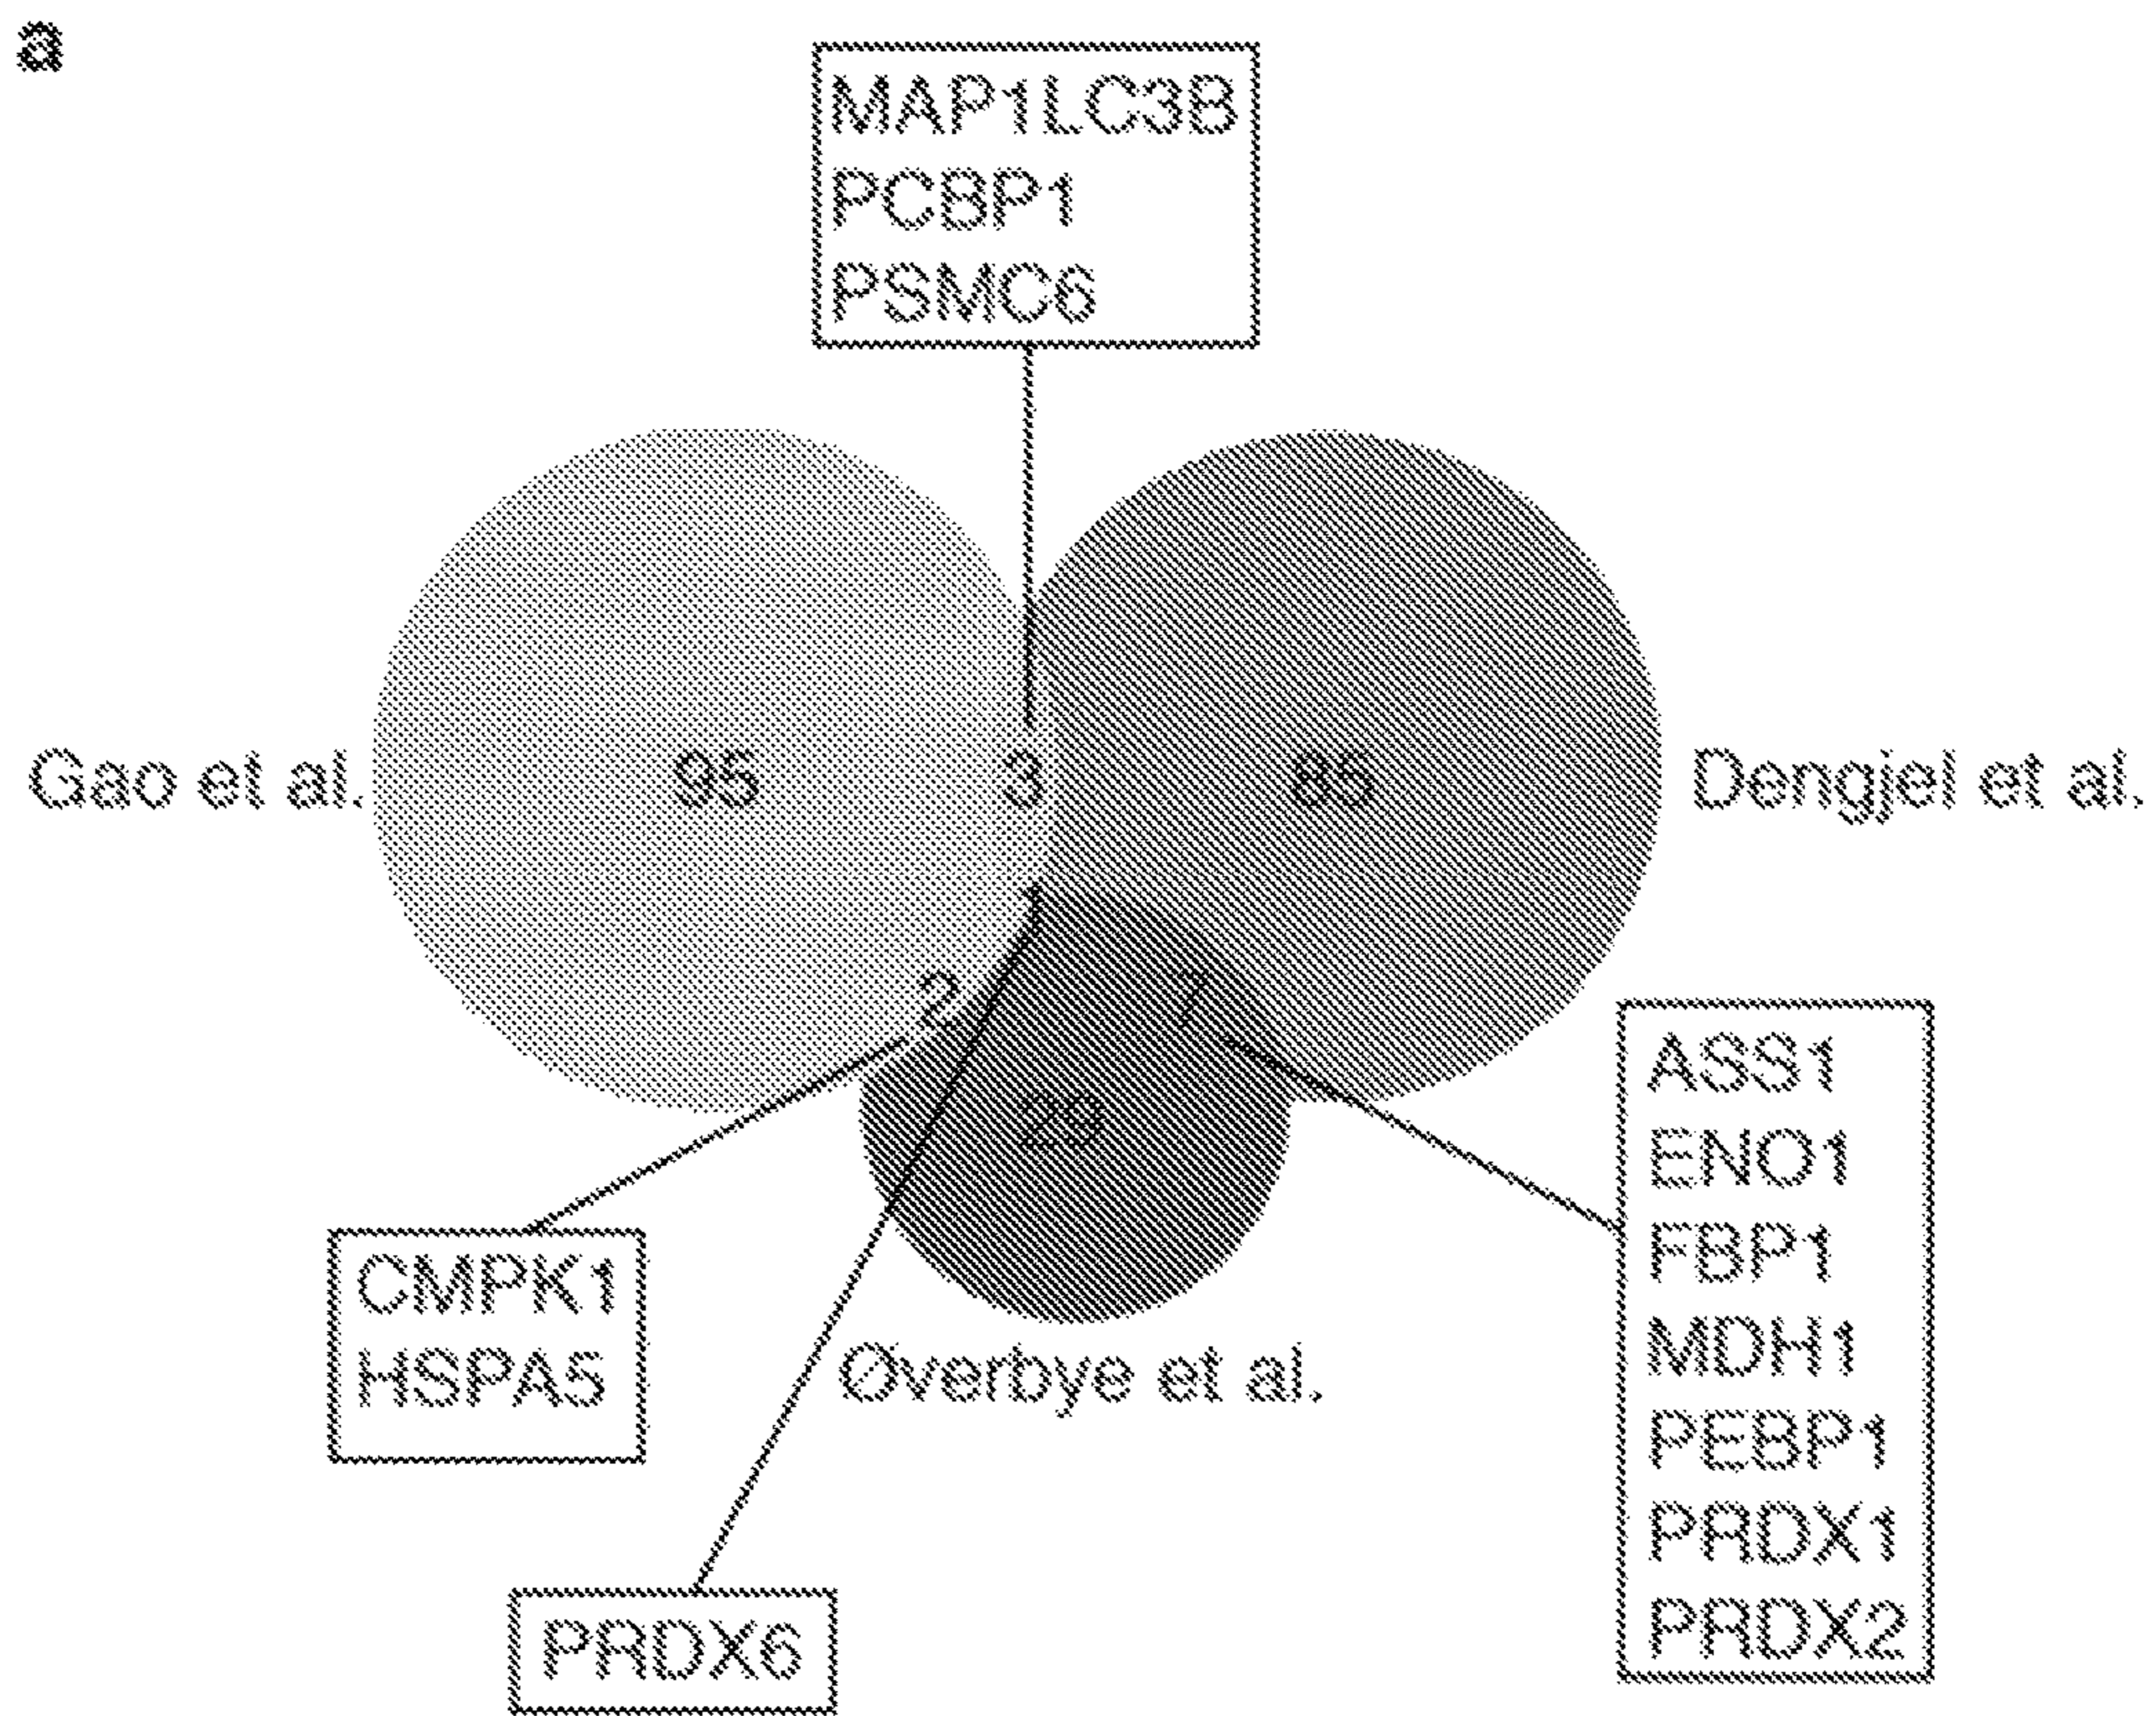 a
MAP1LC3B
PCBP1
PSMC6
Gao et al.
95
3
85
Dengjel et al.
2
7
29
ASS1
ENO1
FBP1
MDH1
PEBP1
PRDX1
PRDX2
CMPK1
HSPA5
Øverbye et al.
PRDX6